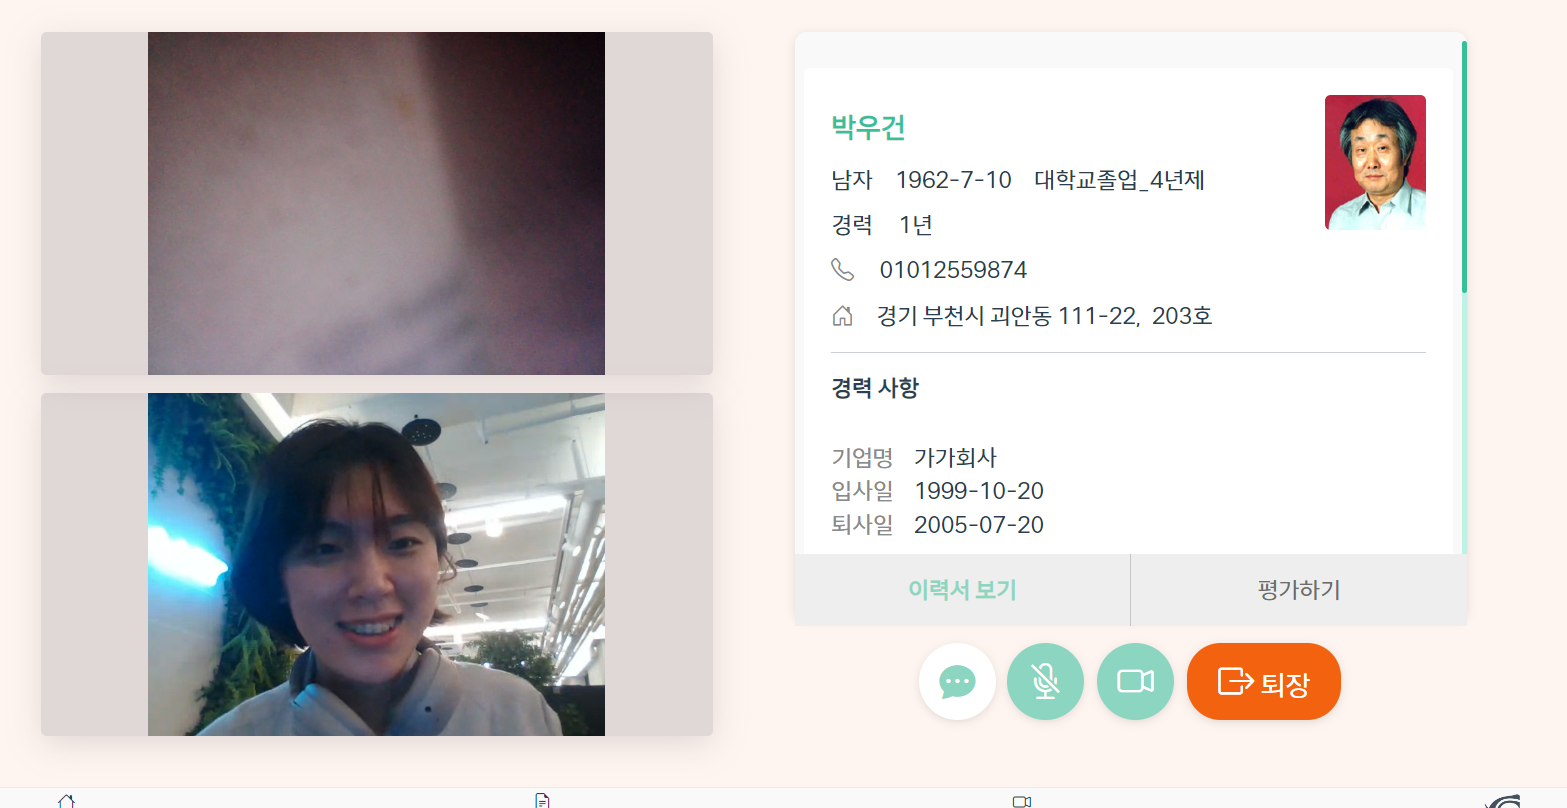 박우건
남자 1962-7-10 대학교졸업_4년제
경력 1년
01012559874
경기 부천시 괴안동 111-22, 203호
경력 사항
기업명 가가회사
입사일 1999-10-20
퇴사일 2005-07-20
이력서 보기 평가하기
퇴장